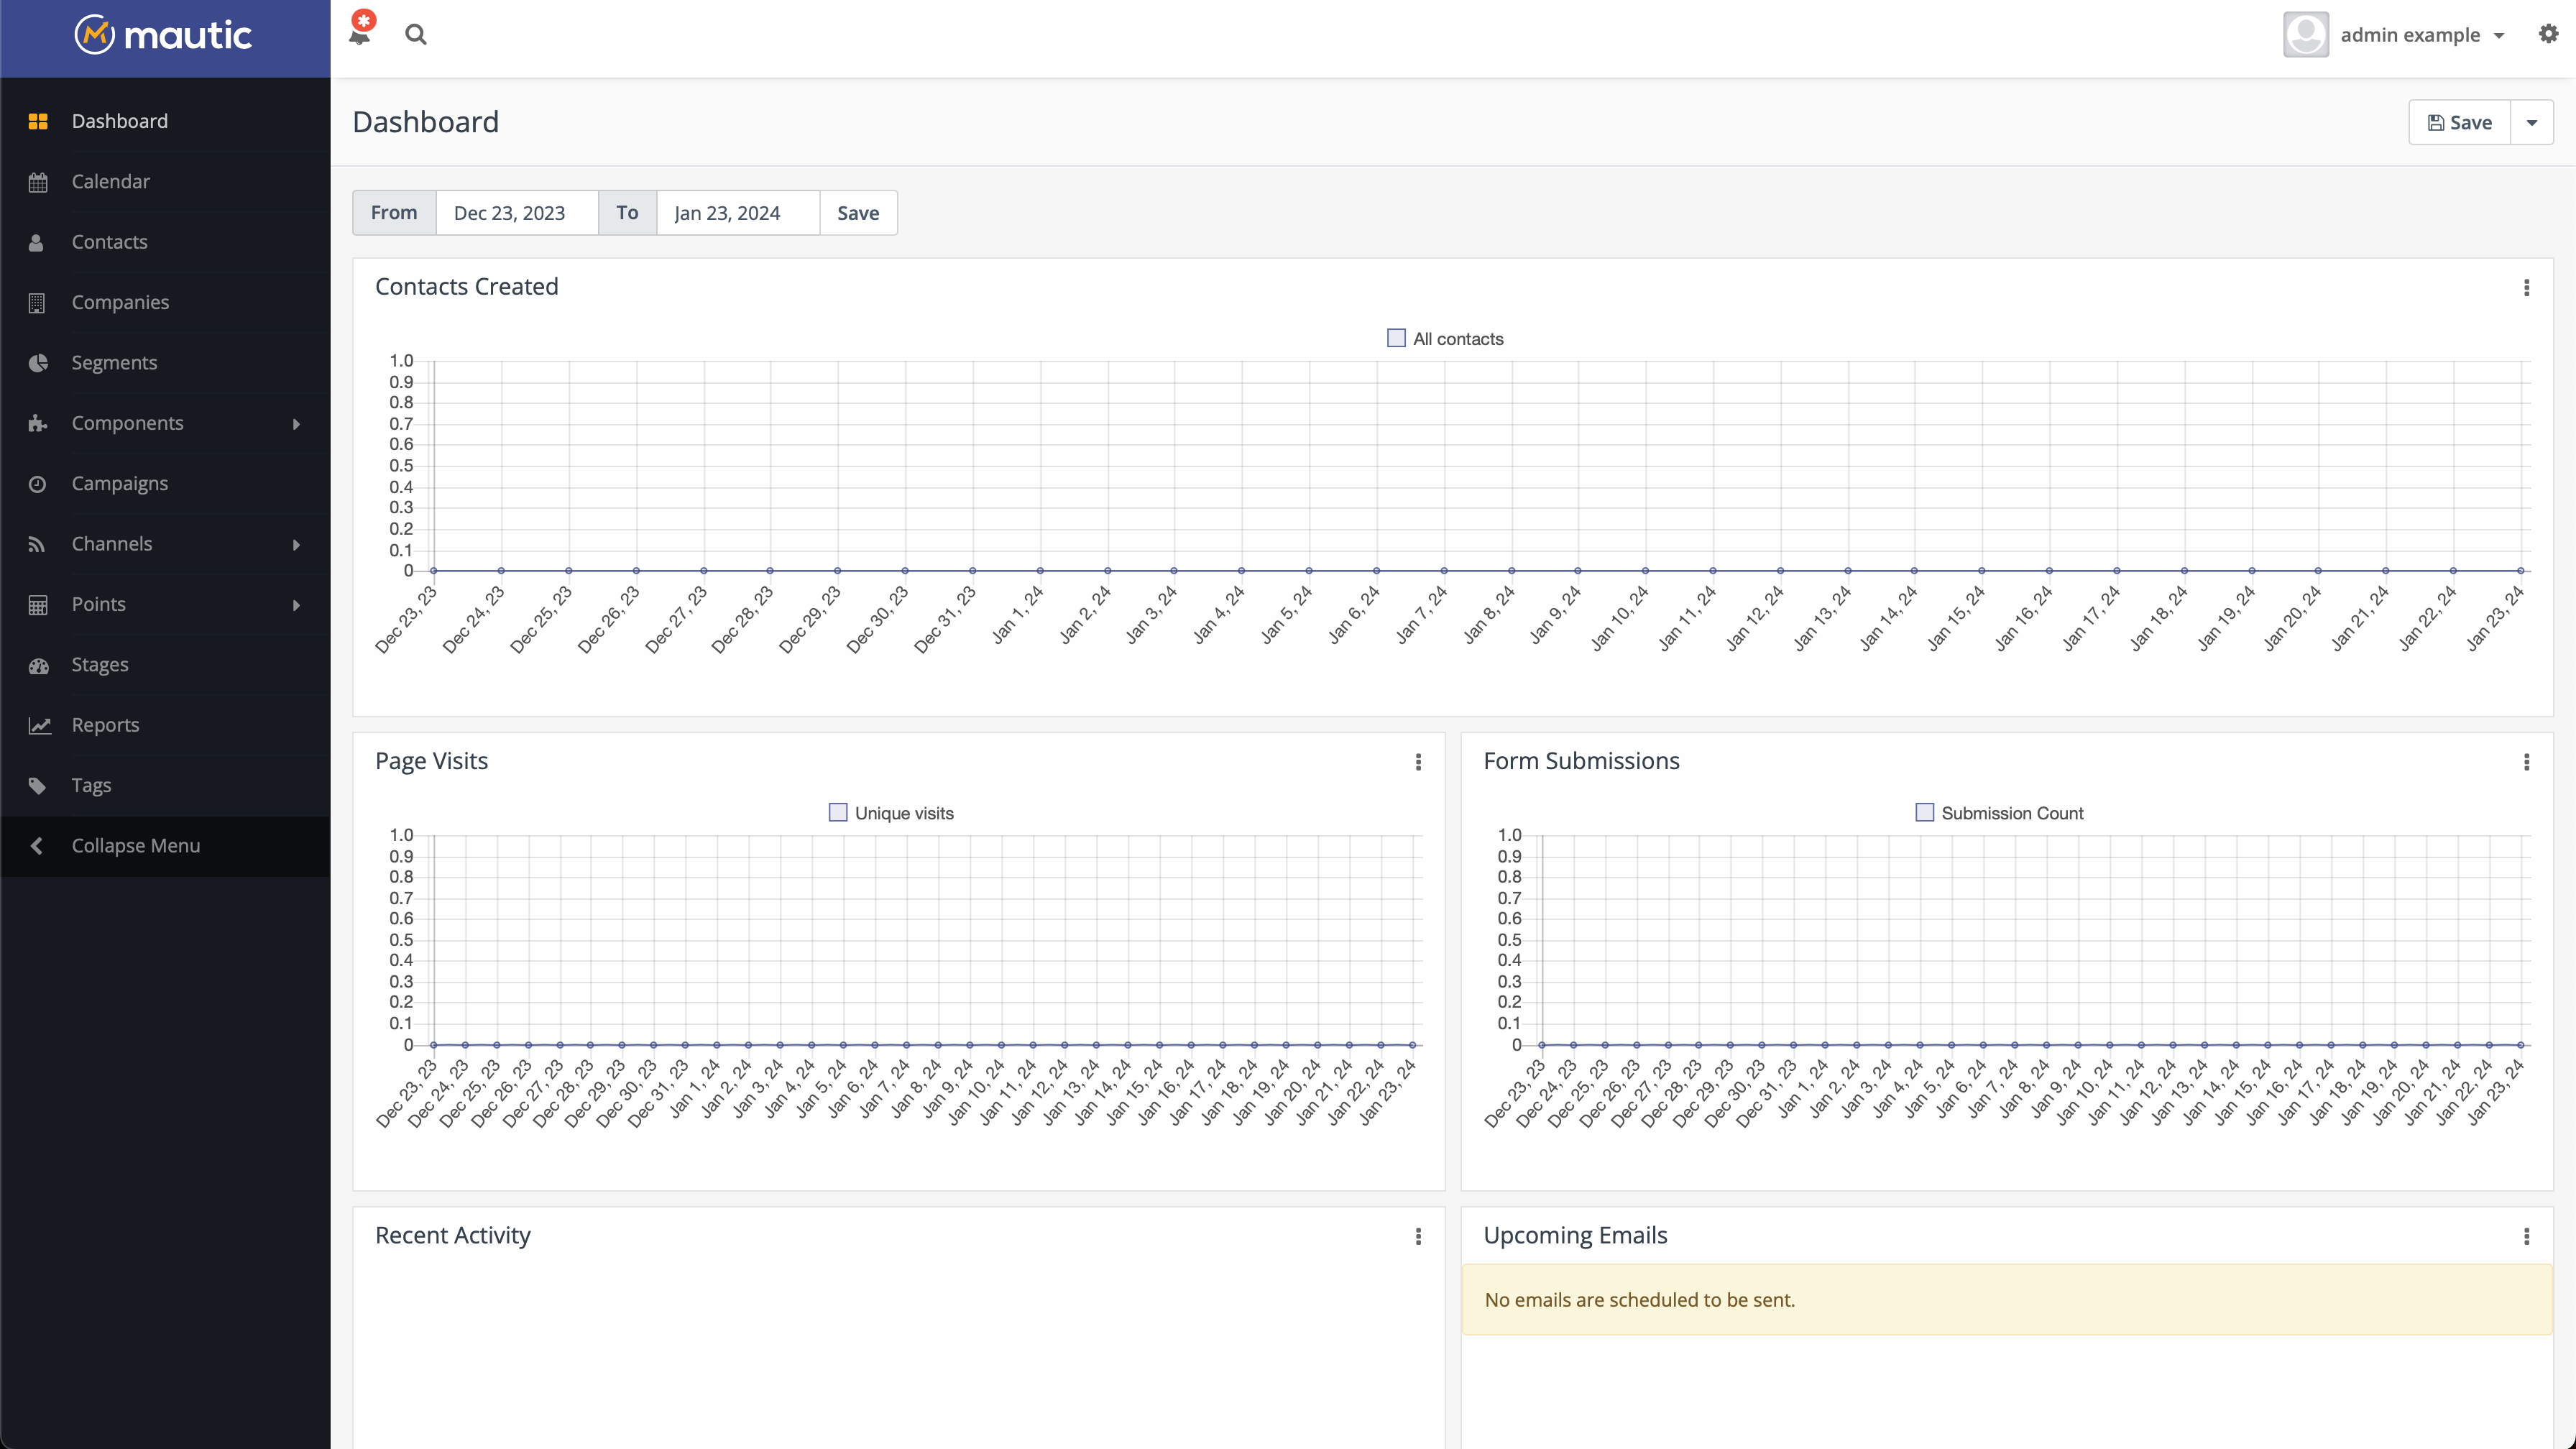 mautic
admin example
Dashboard
Calendar
Contacts
Companies
Segments
Components
Campaigns
Channels
Points
Stages
Reports
Tags
Collapse Menu
Dashboard
Save
From Dec 23, 2023 To Jan 23, 2024 Save
Contacts Created
All contacts
1.0
0.9
0.8
0.7
0.6
0.5
0.4
0.3
0.2
0.1
0
Dec 23, 23 Dec 24, 23 Dec 25, 23 Dec 26, 23 Dec 27, 23 Dec 28, 23 Dec 29, 23 Dec 30, 23 Dec 31, 23 Jan 1, 24 Jan 2, 24 Jan 3, 24 Jan 4, 24 Jan 5, 24 Jan 6, 24 Jan 7, 24 Jan 8, 24 Jan 9, 24 Jan 10, 24 Jan 11, 24 Jan 12, 24 Jan 13, 24 Jan 14, 24 Jan 15, 24 Jan 16, 24 Jan 17, 24 Jan 18, 24 Jan 19, 24 Jan 20, 24 Jan 21, 24 Jan 22, 24 Jan 23, 24
Page Visits
Unique visits
1.0
0.9
0.8
0.7
0.6
0.5
0.4
0.3
0.2
0.1
0
Dec 23, 23 Dec 24, 23 Dec 25, 23 Dec 26, 23 Dec 27, 23 Dec 28, 23 Dec 29, 23 Dec 30, 23 Dec 31, 23 Jan 1, 24 Jan 2, 24 Jan 3, 24 Jan 4, 24 Jan 5, 24 Jan 6, 24 Jan 7, 24 Jan 8, 24 Jan 9, 24 Jan 10, 24 Jan 11, 24 Jan 12, 24 Jan 13, 24 Jan 14, 24 Jan 15, 24 Jan 16, 24 Jan 17, 24 Jan 18, 24 Jan 19, 24 Jan 20, 24 Jan 21, 24 Jan 22, 24 Jan 23, 24
Form Submissions
Submission Count
1.0
0.9
0.8
0.7
0.6
0.5
0.4
0.3
0.2
0.1
0
Dec 23, 23 Dec 24, 23 Dec 25, 23 Dec 26, 23 Dec 27, 23 Dec 28, 23 Dec 29, 23 Dec 30, 23 Dec 31, 23 Jan 1, 24 Jan 2, 24 Jan 3, 24 Jan 4, 24 Jan 5, 24 Jan 6, 24 Jan 7, 24 Jan 8, 24 Jan 9, 24 Jan 10, 24 Jan 11, 24 Jan 12, 24 Jan 13, 24 Jan 14, 24 Jan 15, 24 Jan 16, 24 Jan 17, 24 Jan 18, 24 Jan 19, 24 Jan 20, 24 Jan 21, 24 Jan 22, 24 Jan 23, 24
Recent Activity
Upcoming Emails
No emails are scheduled to be sent.